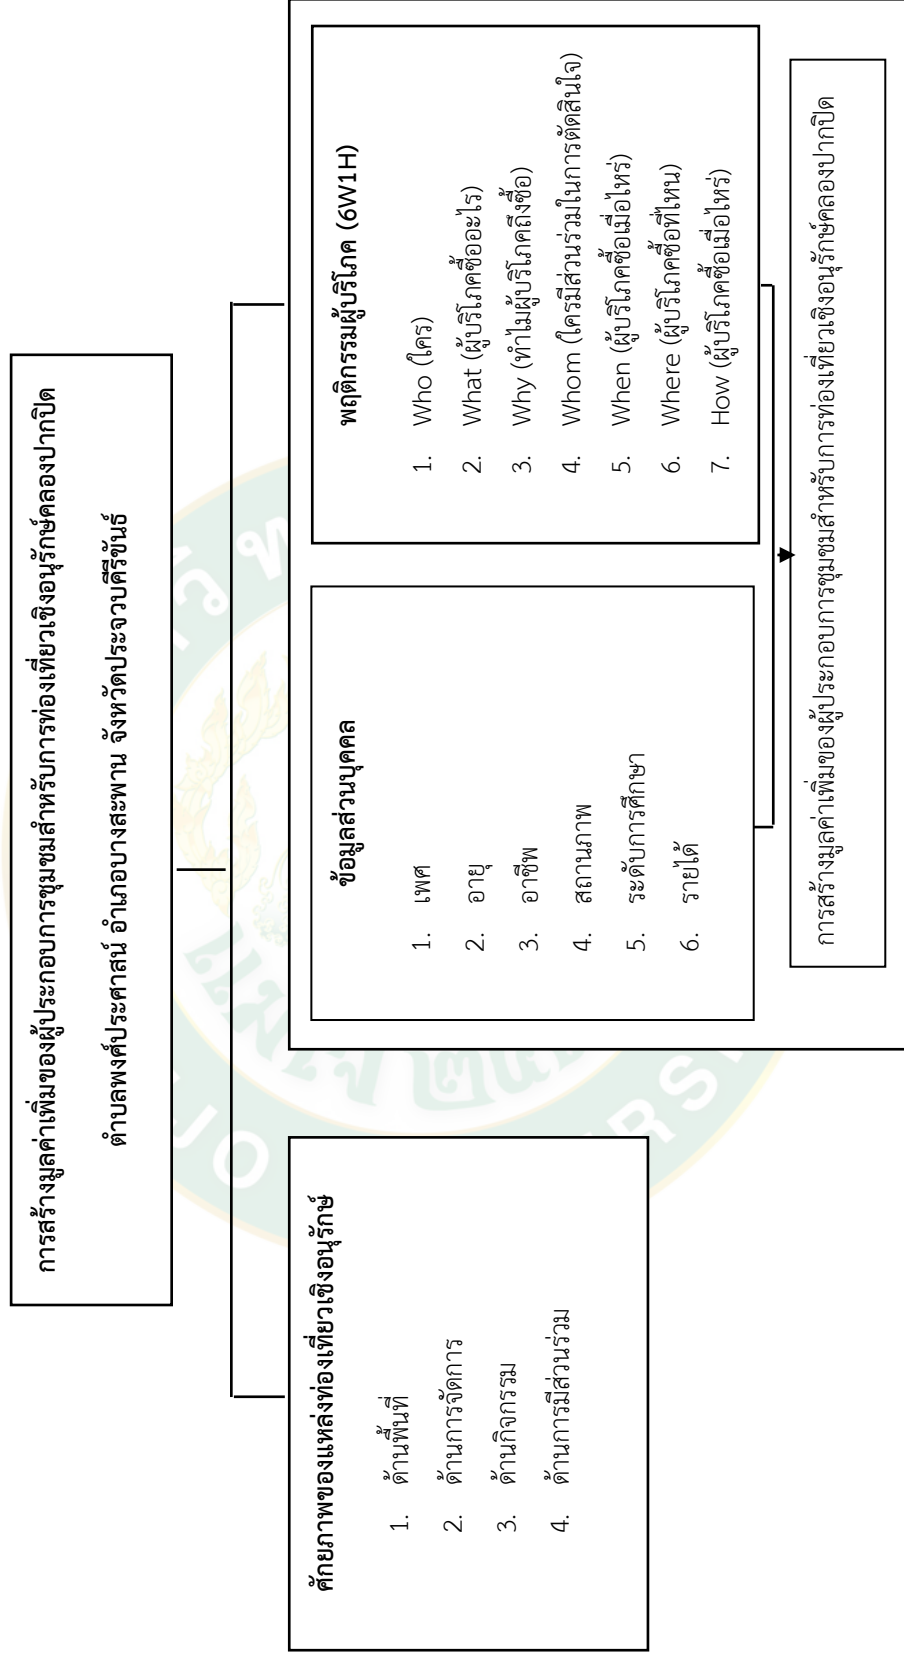 การสร้างมูลค่าเพิ่มของผู้ประกอบการชุมชนสำหรับการท่องเที่ยวเชิงอนุรักษ์คลองปากปิด
ตำบลพงศ์ประศาสน์ อำเภอบางสะพาน จังหวัดประจวบคีรีขันธ์
ศักยภาพของแหล่งท่องเที่ยวเชิงอนุรักษ์
1. ด้านพื้นที่
2. ด้านการจัดการ
3. ด้านกิจกรรม
4. ด้านการมีส่วนร่วม
ข้อมูลส่วนบุคคล
1. เพศ
2. อายุ
3. อาชีพ
4. สถานภาพ
5. ระดับการศึกษา
6. รายได้
พฤติกรรมผู้บริโภค (6W1H)
1. Who (ใคร)
2. What (ผู้บริโภคซื้ออะไร)
3. Why (ทำไมผู้บริโภคถึงซื้อ)
4. Whom (ใครมีส่วนร่วมในการตัดสินใจ)
5. When (ผู้บริโภคซื้อเมื่อไหร่)
6. Where (ผู้บริโภคซื้อที่ไหน)
7. How (ผู้บริโภคซื้อเมื่อไหร่)
การสร้างมูลค่าเพิ่มของผู้ประกอบการชุมชนสำหรับการท่องเที่ยวเชิงอนุรักษ์คลองปากปิด